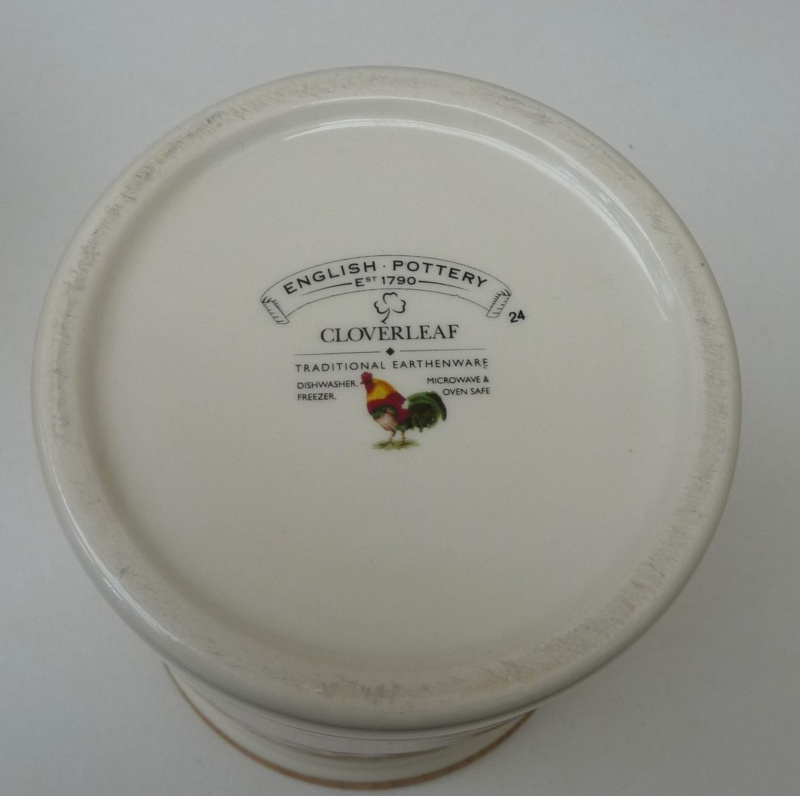 ENGLISH · POTTERY
EST 1790
24
CLOVERLEAF
TRADITIONAL EARTHENWARE
DISHWASHER. MICROWAVE &
FREEZER. OVEN SAFE